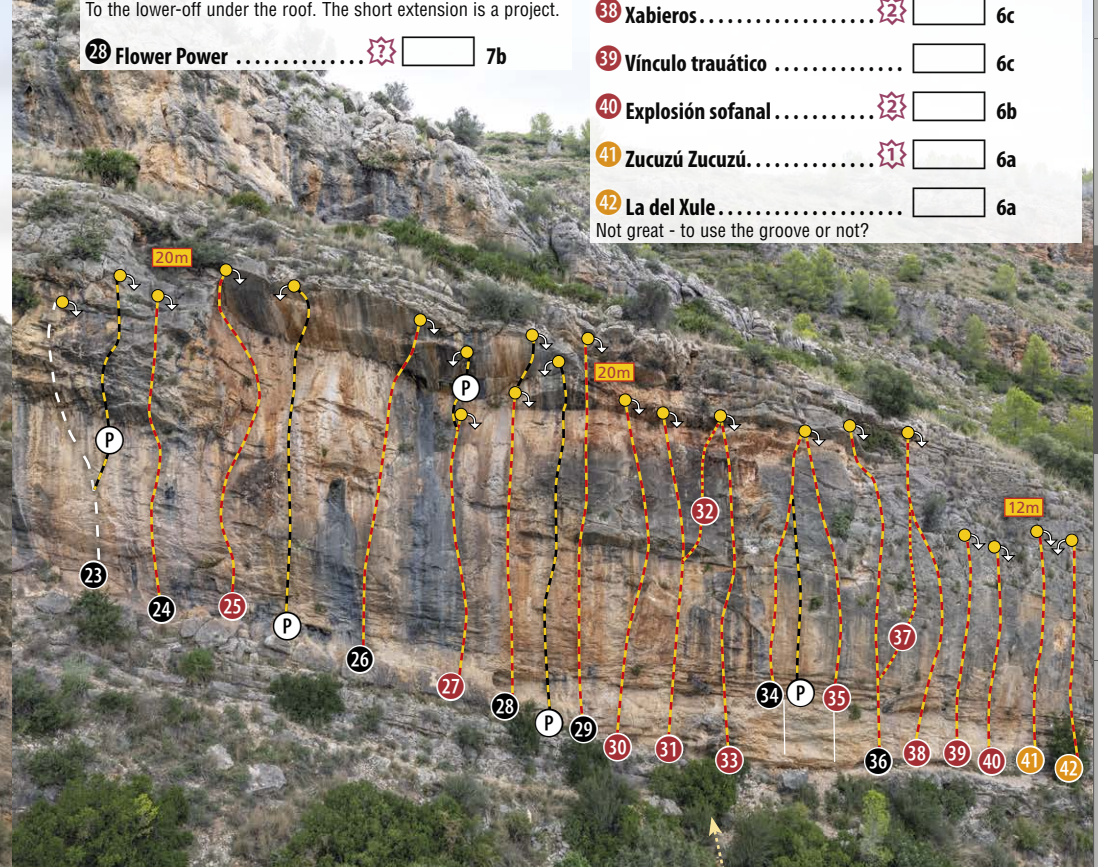 To the lower-off under the roof. The short extension is a project.
28 Flower Power .............. ? 7b
38 Xabieros.................... 2 6c
39 Vínculo trauático .............. 6c
40 Explosión sofanal........... 2 6b
41 Zucuzú Zucuzú.............. 1 6a
42 La del Xule.................... 6a
Not great - to use the groove or not?
20m
20m
12m
P
P
P
P
P
23
24
25
26
27
28
29
30
31
32
33
34
35
36
37
38
39
40
41
42